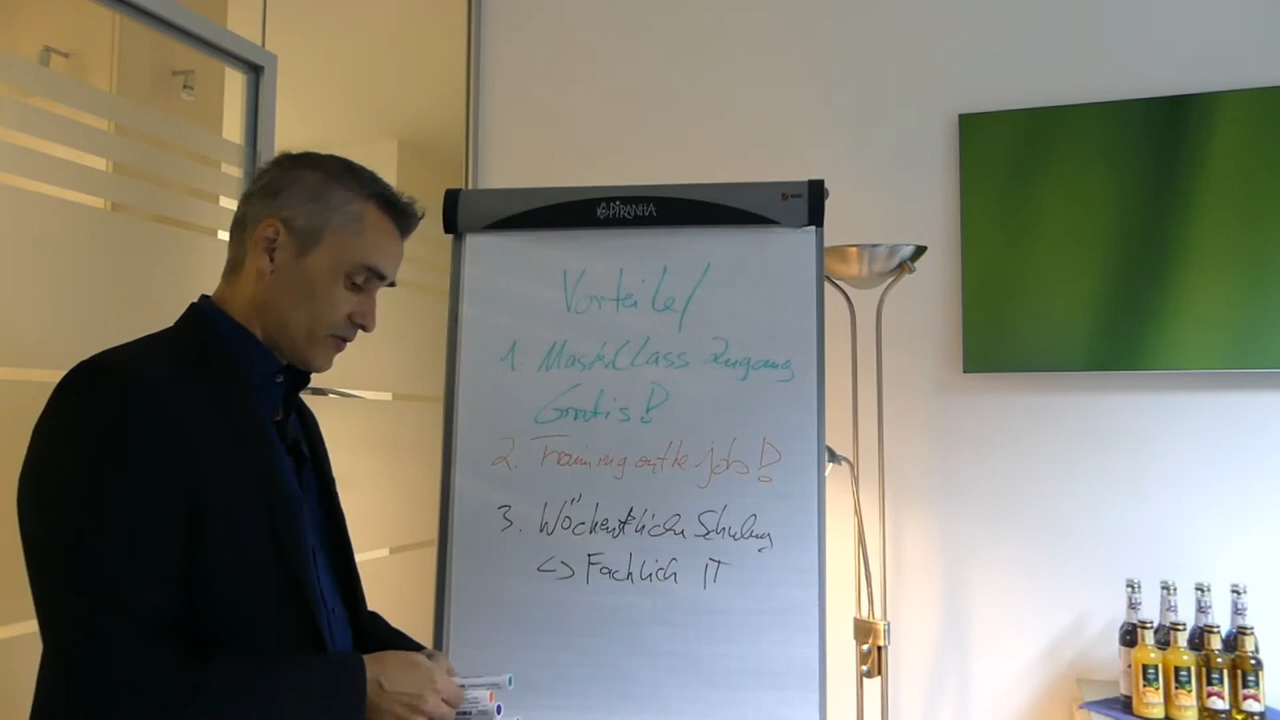 PIRANHA
Vorteile
1. MasterClass Zugang
Gratis!
2. Training on the job!
3. Wöchentliche Schulung
<-> Fachlich IT